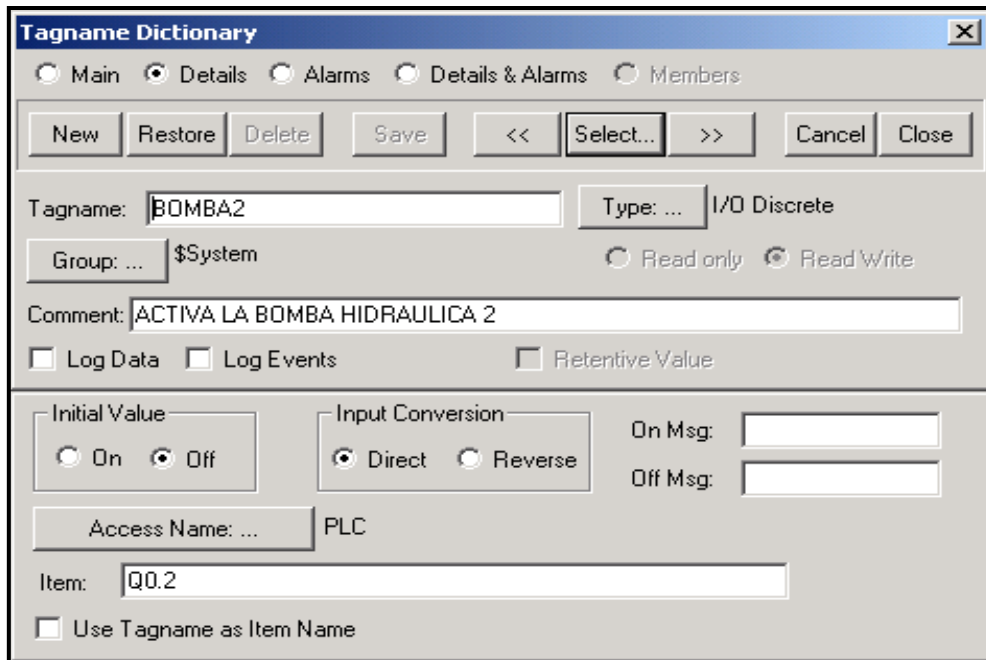 Tagname Dictionary
Main Details Alarms Details & Alarms Members
New Restore Delete Save << Select... >> Cancel Close
Tagname: BOMBA2 Type: ... I/O Discrete
Group: ... $System Read only Read Write
Comment: ACTIVA LA BOMBA HIDRAULICA 2
Log Data Log Events Retentive Value
Initial Value Input Conversion On Msg:
On Off Direct Reverse Off Msg:
Access Name: ... PLC
Item: Q0.2
Use Tagname as Item Name